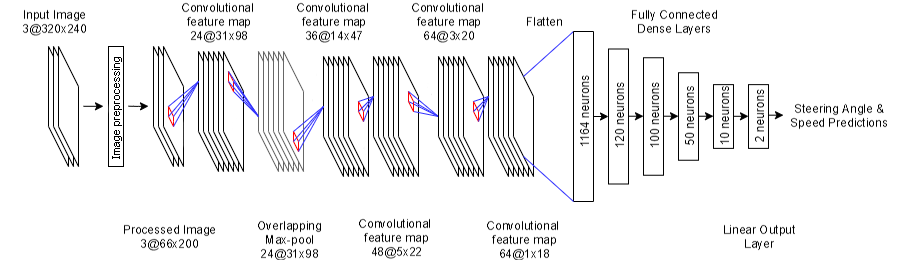 Input Image
3@320x240
Convolutional
feature map
24@31x98
Convolutional
feature map
36@14x47
Convolutional
feature map
64@3x20
Flatten
Fully Connected
Dense Layers
Image preprocessing
1164 neurons
120 neurons
100 neurons
50 neurons
10 neurons
2 neurons
Steering Angle &
Speed Predictions
Processed Image
3@66x200
Overlapping
Max-pool
24@31x98
Convolutional
feature map
48@5x22
Convolutional
feature map
64@1x18
Linear Output
Layer